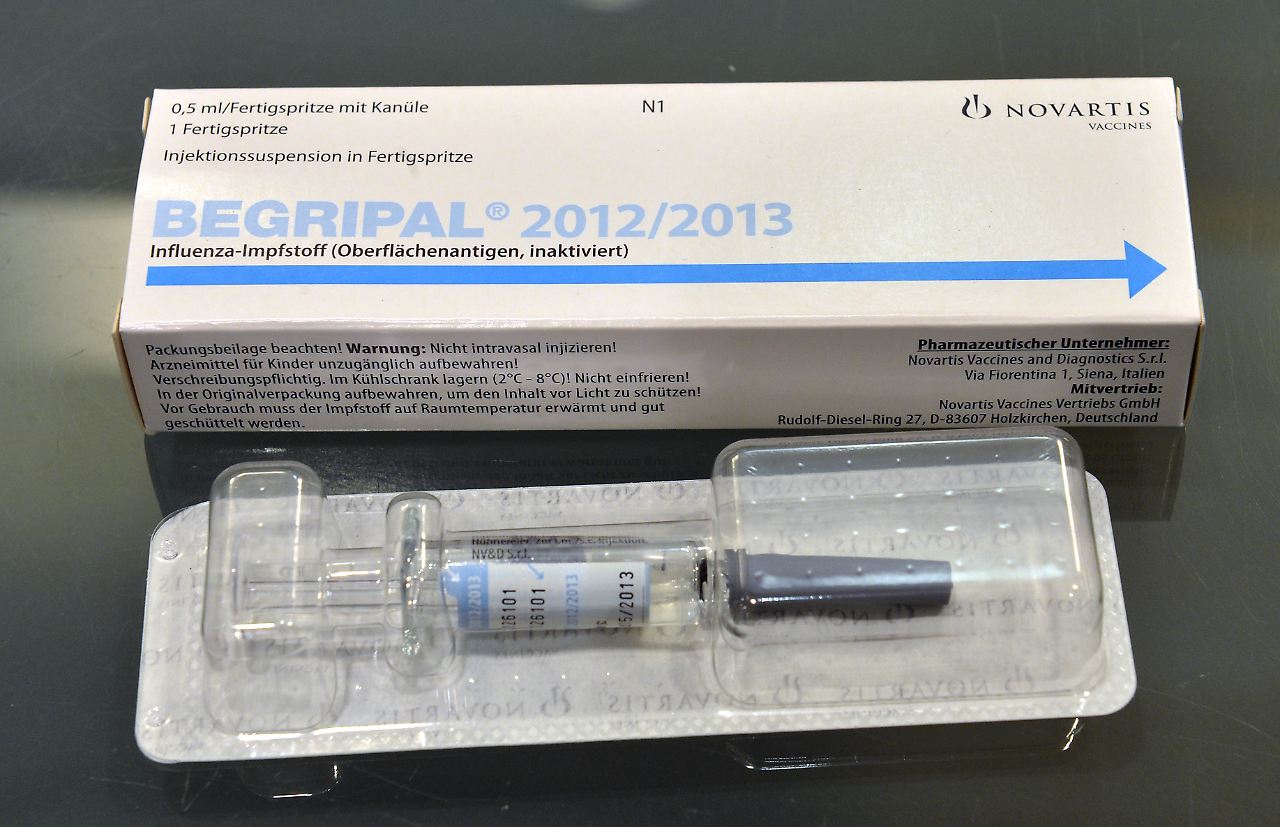 0,5 ml/Fertigspritze mit Kanüle
1 Fertigspritze
N1
NOVARTIS
VACCINES
Injektionssuspension in Fertigspritze
BEGRIPAL® 2012/2013
Influenza-Impfstoff (Oberflächenantigen, inaktiviert)
Packungsbeilage beachten! Warnung: Nicht intravasal injizieren!
Arzneimittel für Kinder unzugänglich aufbewahren!
Verschreibungspflichtig. Im Kühlschrank lagern (2°C – 8°C)! Nicht einfrieren!
In der Originalverpackung aufbewahren, um den Inhalt vor Licht zu schützen!
Vor Gebrauch muss der Impfstoff auf Raumtemperatur erwärmt und gut
geschüttelt werden.
Pharmazeutischer Unternehmer:
Novartis Vaccines and Diagnostics S.r.l.
Via Fiorentina 1, Siena, Italien
Mitvertrieb:
Novartis Vaccines Vertriebs GmbH
Rudolf-Diesel-Ring 27, D-83607 Holzkirchen, Deutschland
NV&D S.r.l.
2012/2013
26101
26101
2012/2013
/2013
NOVARTIS